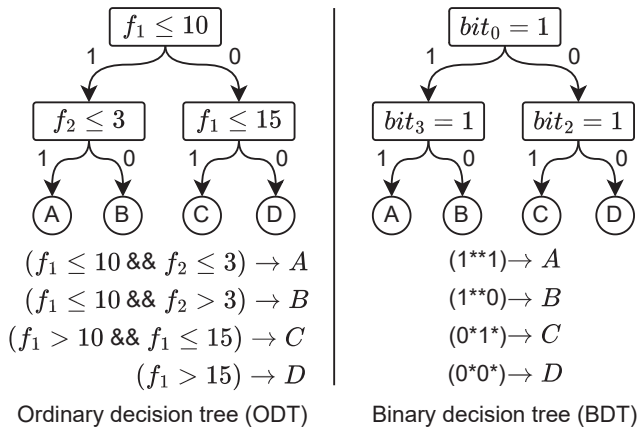 f₁ ≤ 10
1 0
f₂ ≤ 3 f₁ ≤ 15
1 0 1 0
A B C D
(f₁ ≤ 10 && f₂ ≤ 3) → A
(f₁ ≤ 10 && f₂ > 3) → B
(f₁ > 10 && f₁ ≤ 15) → C
(f₁ > 15) → D
Ordinary decision tree (ODT)
bit₀ = 1
1 0
bit₃ = 1 bit₂ = 1
1 0 1 0
A B C D
(1**1)→ A
(1**0)→ B
(0*1*)→ C
(0*0*)→ D
Binary decision tree (BDT)